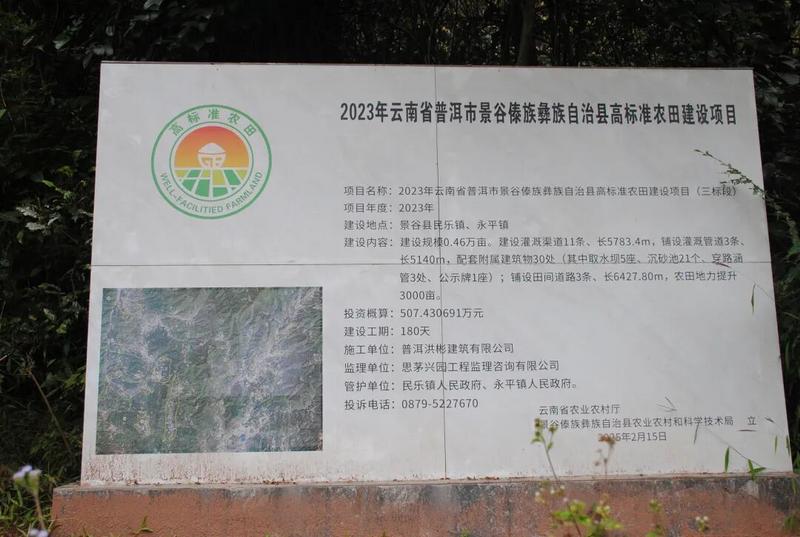 2023年云南省普洱市景谷傣族彝族自治县高标准农田建设项目
高标准农田
WELL-FACILITIED FARMLAND
项目名称：2023年云南省普洱市景谷傣族彝族自治县高标准农田建设项目（三标段）
项目年度：2023年
建设地点：景谷县民乐镇、永平镇
建设内容：建设规模0.46万亩。建设灌溉渠道11条、长5783.4m，铺设灌溉管道3条、
长5140m，配套附属建筑物30处（其中取水坝5座、沉砂池21个、穿路涵
管3处、公示牌1座）；铺设田间道路3条、长6427.80m，农田地力提升
3000亩。
投资概算：507.430691万元
建设工期：180天
施工单位：普洱洪彬建筑有限公司
监理单位：思茅兴园工程监理咨询有限公司
管护单位：民乐镇人民政府、永平镇人民政府。
投诉电话：0879-5227670
云南省农业农村厅
景谷傣族彝族自治县农业农村和科学技术局 立
2025年2月15日